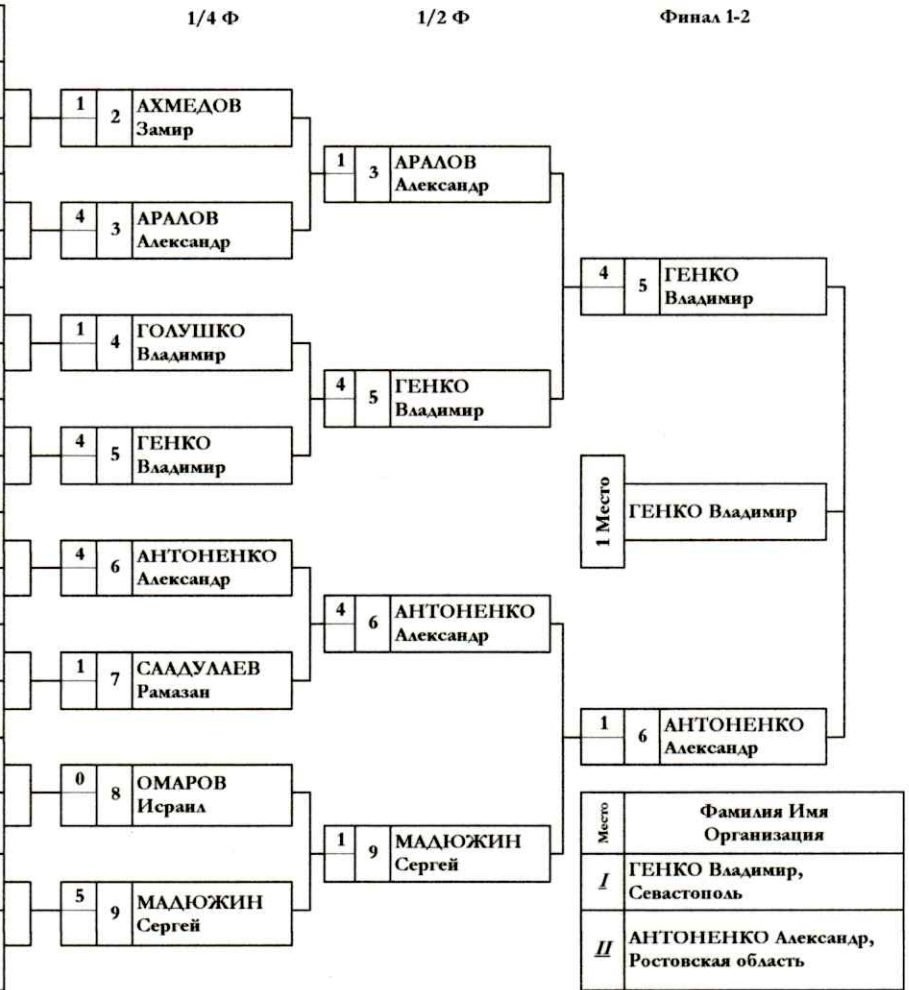 1/4 Ф
1/2 Ф
Финал 1-2
1
2
АХМЕДОВ
Замир
4
3
АРАЛОВ
Александр
1
4
ГОЛУШКО
Владимир
4
5
ГЕНКО
Владимир
4
6
АНТОНЕНКО
Александр
1
7
СААДУЛАЕВ
Рамазан
0
8
ОМАРОВ
Исраил
5
9
МАДЮЖИН
Сергей
1
3
АРАЛОВ
Александр
4
5
ГЕНКО
Владимир
4
6
АНТОНЕНКО
Александр
1
9
МАДЮЖИН
Сергей
4
5
ГЕНКО
Владимир
1 Место
ГЕНКО Владимир
1
6
АНТОНЕНКО
Александр
Место
Фамилия Имя
Организация
I
ГЕНКО Владимир,
Севастополь
II
АНТОНЕНКО Александр,
Ростовская область